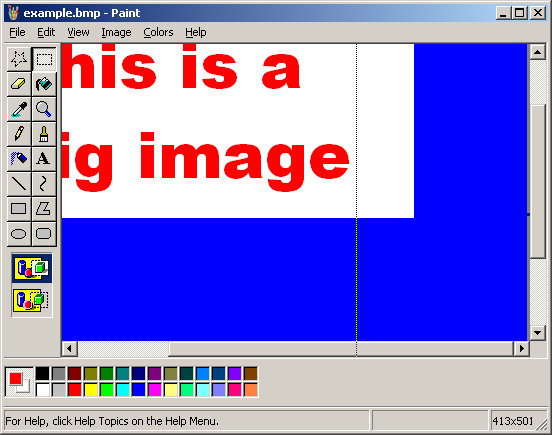 example.bmp - Paint
File Edit View Image Colors Help
his is a
ig image
A
For Help, click Help Topics on the Help Menu.
413x501